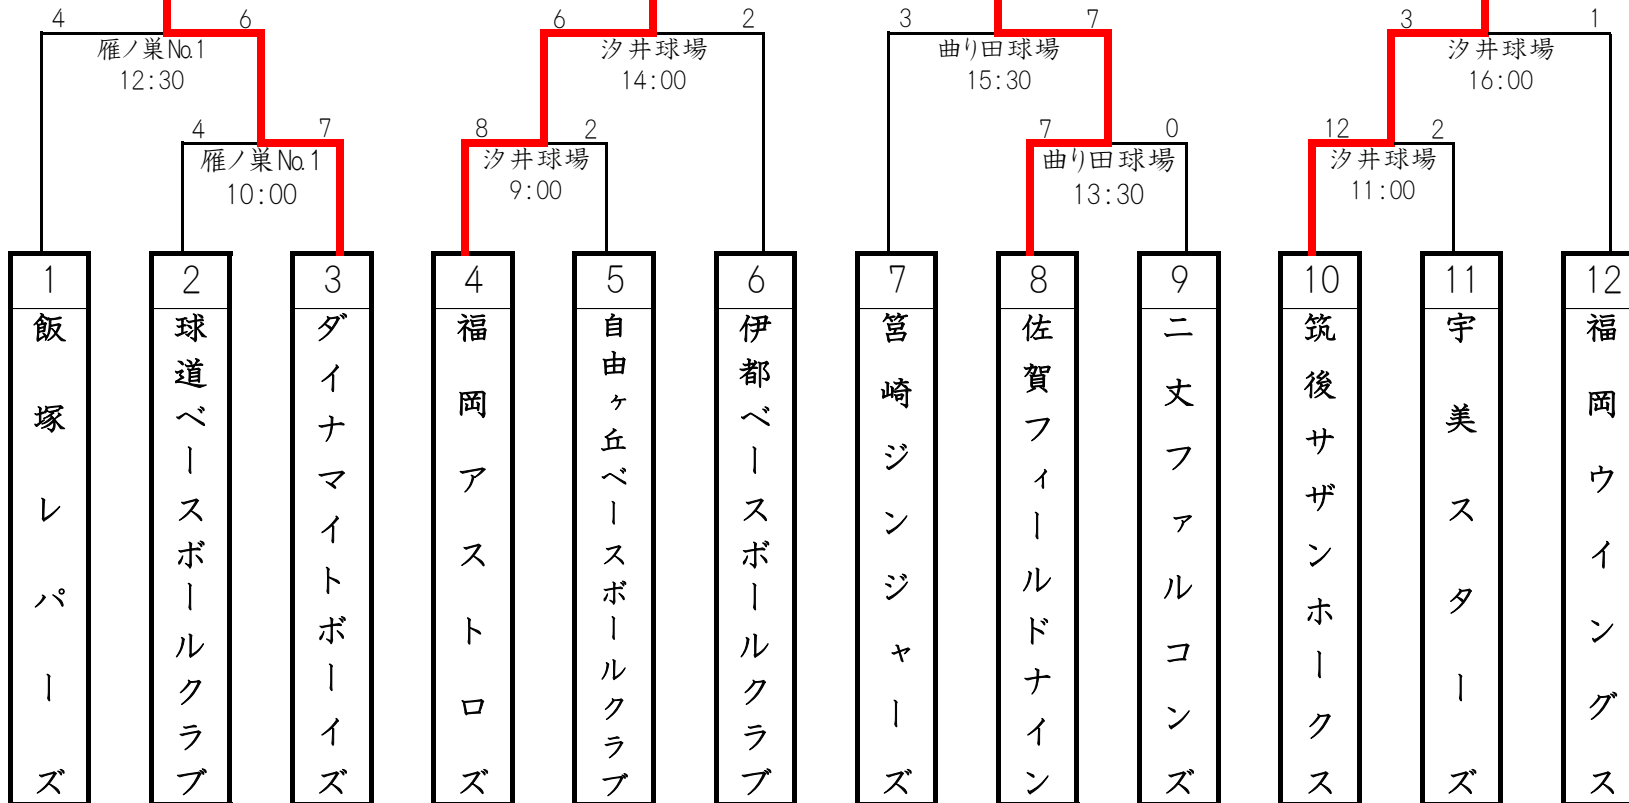 4 6 6 2 3 7 3 1
雁ノ巣No.1 汐井球場 曲り田球場 汐井球場
12:30 14:00 15:30 16:00
4 7 8 2 7 0 12 2
雁ノ巣No.1 汐井球場 曲り田球場 汐井球場
10:00 9:00 13:30 11:00
1 2 3 4 5 6 7 8 9 10 11 12
飯塚レパーズ
球道ベースボールクラブ
ダイナマイトボーイズ
福岡アストロズ
自由ヶ丘ベースボールクラブ
伊都ベースボールクラブ
筥崎ジンジャーズ
佐賀フィールドナイン
二丈ファルコンズ
筑後サザンホークス
宇美スターズ
福岡ウイングス